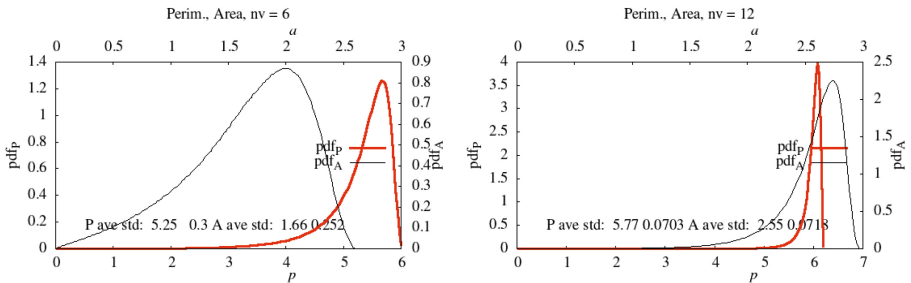 Perim., Area, nv = 6
a
0 0.5 1 1.5 2 2.5 3
1.4 1.2 1 0.8 0.6 0.4 0.2 0
pdfP
0.9 0.8 0.7 0.6 0.5 0.4 0.3 0.2 0.1 0
pdfA
pdfP
pdfA
P ave std: 5.25 0.3 A ave std: 1.66 0.252
0 1 2 3 4 5 6
p
Perim., Area, nv = 12
a
0 0.5 1 1.5 2 2.5 3
4 3.5 3 2.5 2 1.5 1 0.5 0
pdfP
2.5 2 1.5 1 0.5 0
pdfA
pdfP
pdfA
P ave std: 5.77 0.0703 A ave std: 2.55 0.0718
0 1 2 3 4 5 6 7
p